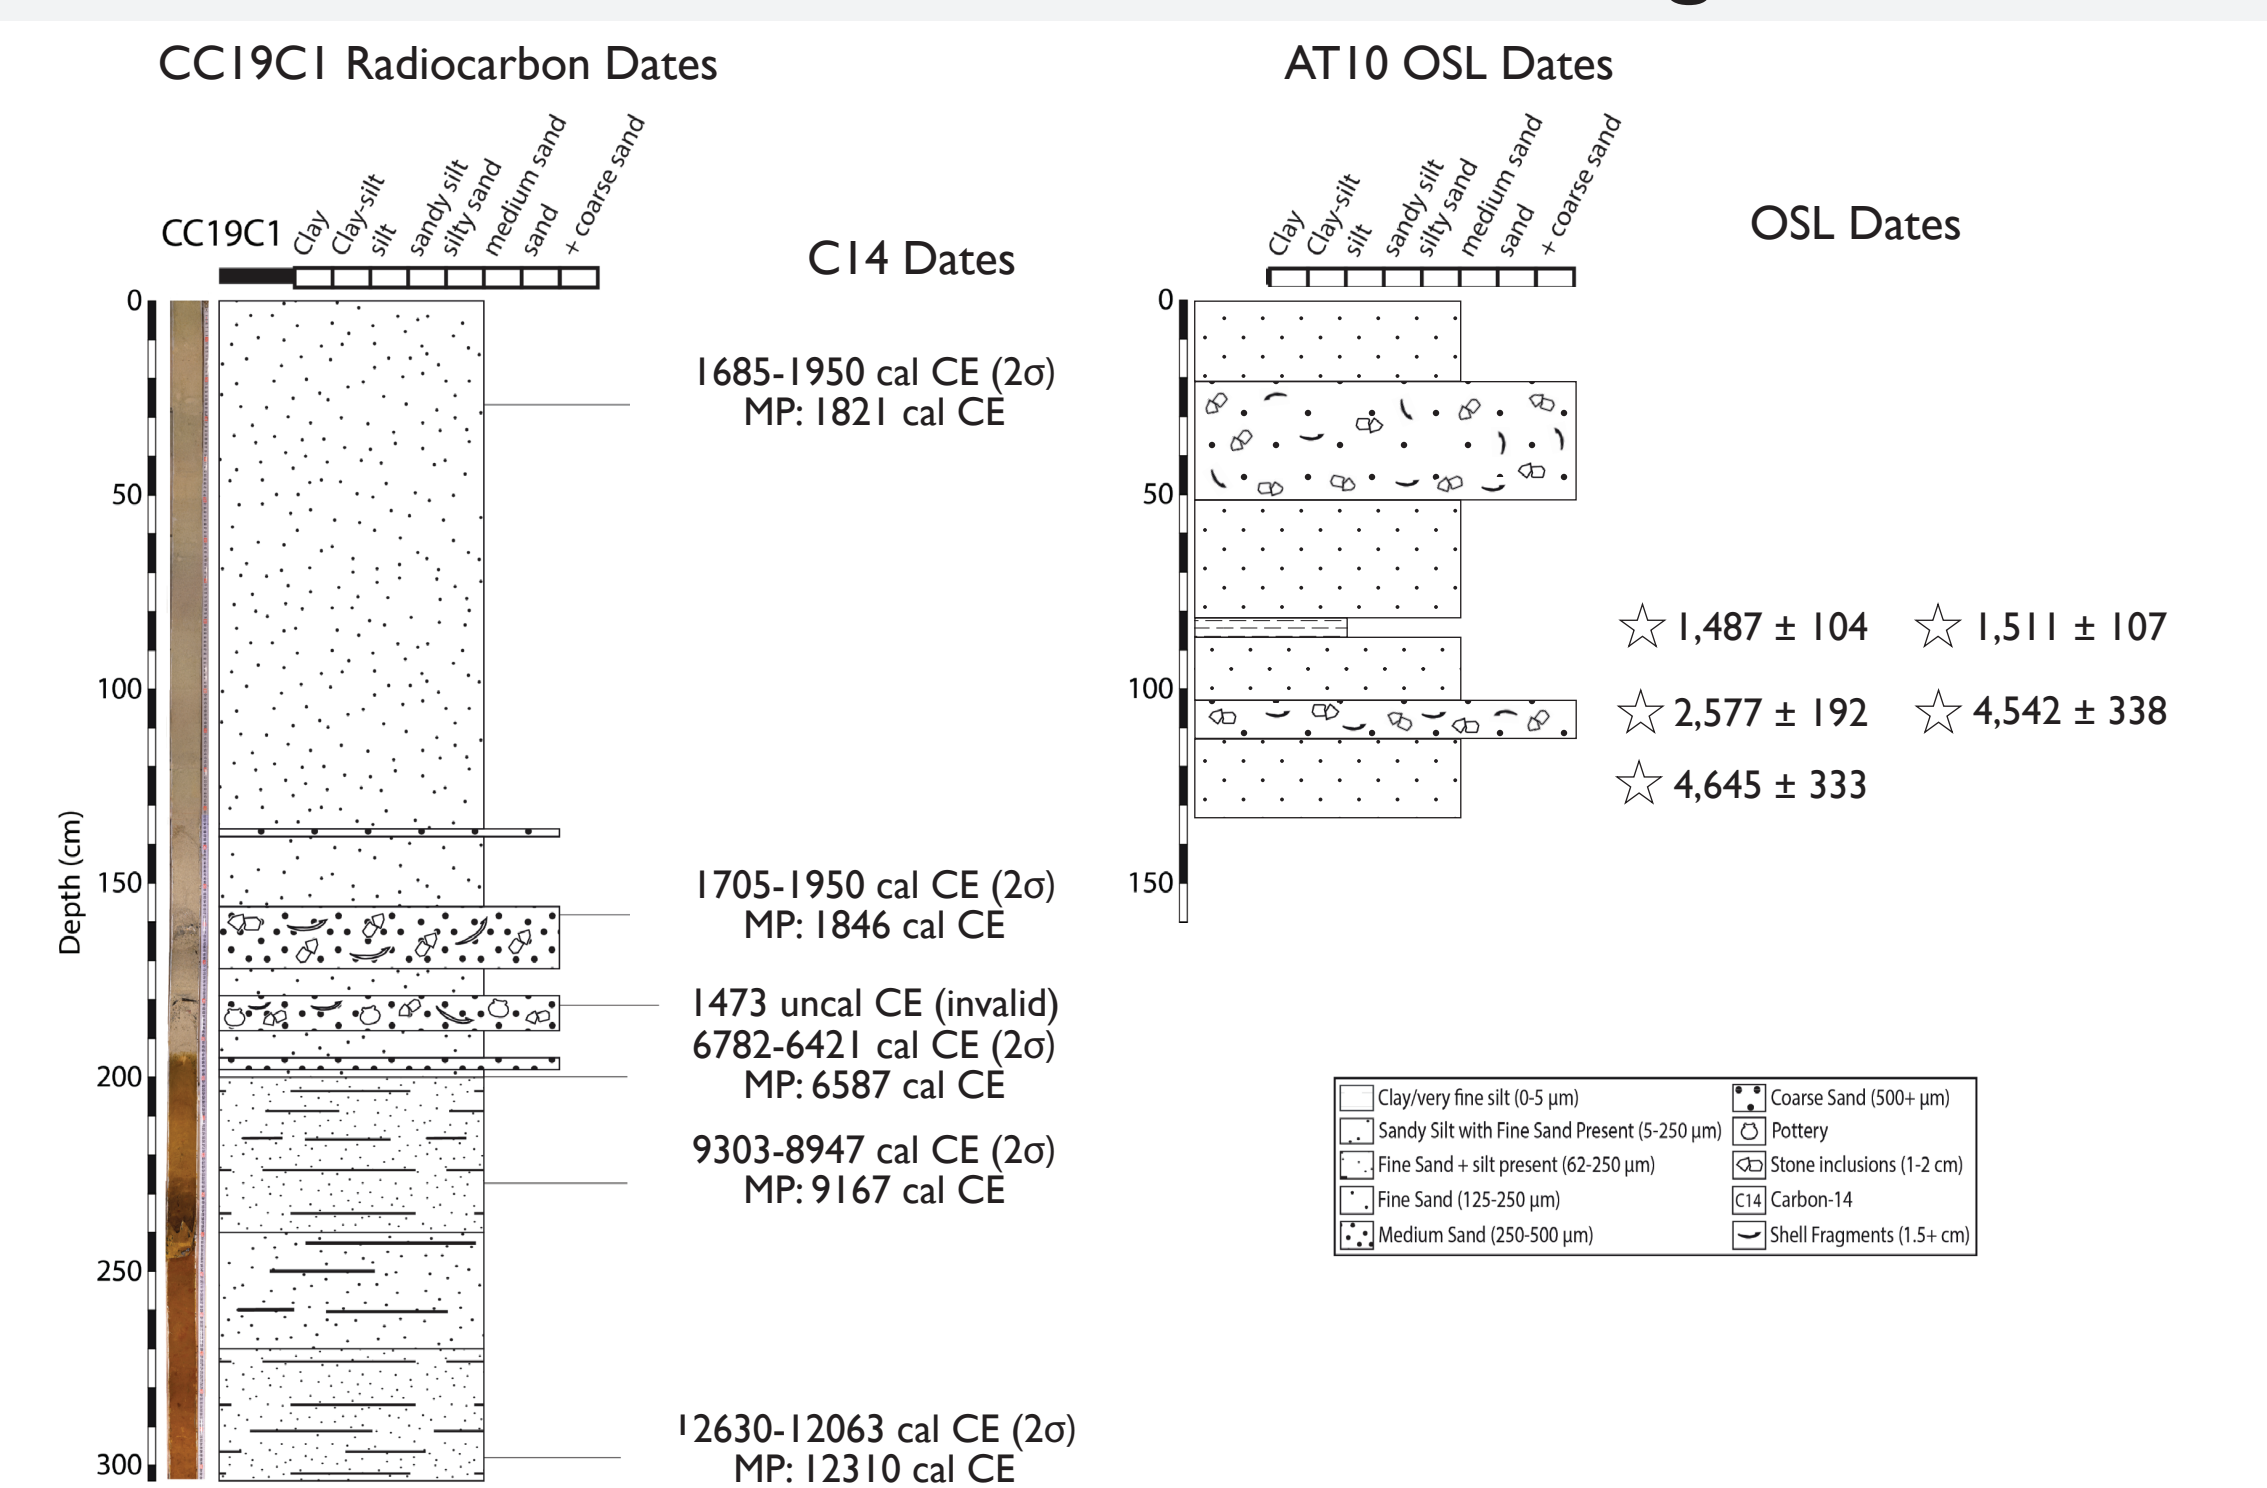 CC19C1 Radiocarbon Dates
CC19C1
Clay
Clay-silt
silt
sandy silt
silty sand
medium sand
sand
+ coarse sand
C14 Dates
Depth (cm)
0
50
100
150
200
250
300
1685-1950 cal CE (2σ)
MP: 1821 cal CE
1705-1950 cal CE (2σ)
MP: 1846 cal CE
1473 uncal CE (invalid)
6782-6421 cal CE (2σ)
MP: 6587 cal CE
9303-8947 cal CE (2σ)
MP: 9167 cal CE
12630-12063 cal CE (2σ)
MP: 12310 cal CE
AT10 OSL Dates
Clay
Clay-silt
silt
sandy silt
silty sand
medium sand
sand
+ coarse sand
OSL Dates
0
50
100
150
1,487 ± 104 1,511 ± 107
2,577 ± 192 4,542 ± 338
4,645 ± 333
Clay/very fine silt (0-5 µm)
Sandy Silt with Fine Sand Present (5-250 µm)
Fine Sand + silt present (62-250 µm)
Fine Sand (125-250 µm)
Medium Sand (250-500 µm)
Coarse Sand (500+ µm)
Pottery
Stone inclusions (1-2 cm)
C14 Carbon-14
Shell Fragments (1.5+ cm)